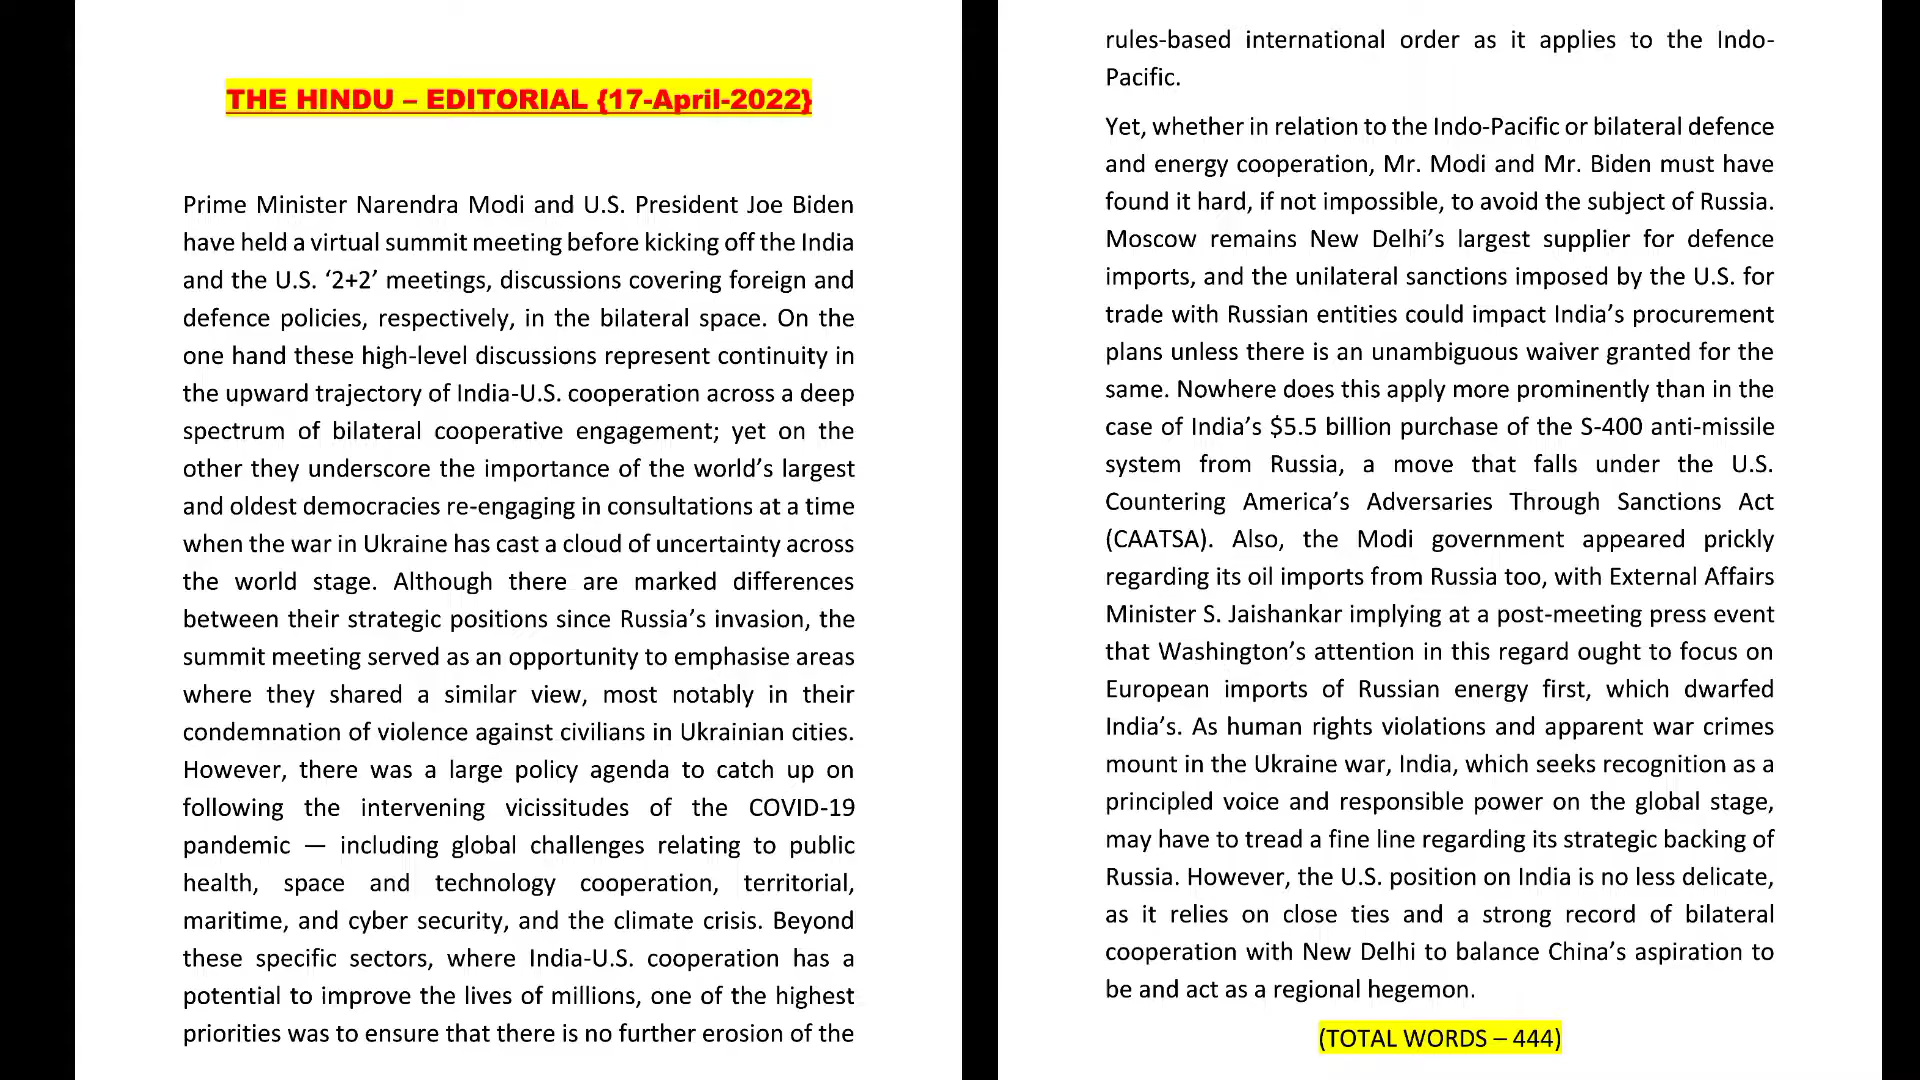 THE HINDU – EDITORIAL {17-April-2022}
Prime Minister Narendra Modi and U.S. President Joe Biden
have held a virtual summit meeting before kicking off the India
and the U.S. ‘2+2’ meetings, discussions covering foreign and
defence policies, respectively, in the bilateral space. On the
one hand these high-level discussions represent continuity in
the upward trajectory of India-U.S. cooperation across a deep
spectrum of bilateral cooperative engagement; yet on the
other they underscore the importance of the world’s largest
and oldest democracies re-engaging in consultations at a time
when the war in Ukraine has cast a cloud of uncertainty across
the world stage. Although there are marked differences
between their strategic positions since Russia’s invasion, the
summit meeting served as an opportunity to emphasise areas
where they shared a similar view, most notably in their
condemnation of violence against civilians in Ukrainian cities.
However, there was a large policy agenda to catch up on
following the intervening vicissitudes of the COVID-19
pandemic — including global challenges relating to public
health, space and technology cooperation, territorial,
maritime, and cyber security, and the climate crisis. Beyond
these specific sectors, where India-U.S. cooperation has a
potential to improve the lives of millions, one of the highest
priorities was to ensure that there is no further erosion of the
rules-based international order as it applies to the Indo-
Pacific.
Yet, whether in relation to the Indo-Pacific or bilateral defence
and energy cooperation, Mr. Modi and Mr. Biden must have
found it hard, if not impossible, to avoid the subject of Russia.
Moscow remains New Delhi’s largest supplier for defence
imports, and the unilateral sanctions imposed by the U.S. for
trade with Russian entities could impact India’s procurement
plans unless there is an unambiguous waiver granted for the
same. Nowhere does this apply more prominently than in the
case of India’s $5.5 billion purchase of the S-400 anti-missile
system from Russia, a move that falls under the U.S.
Countering America’s Adversaries Through Sanctions Act
(CAATSA). Also, the Modi government appeared prickly
regarding its oil imports from Russia too, with External Affairs
Minister S. Jaishankar implying at a post-meeting press event
that Washington’s attention in this regard ought to focus on
European imports of Russian energy first, which dwarfed
India’s. As human rights violations and apparent war crimes
mount in the Ukraine war, India, which seeks recognition as a
principled voice and responsible power on the global stage,
may have to tread a fine line regarding its strategic backing of
Russia. However, the U.S. position on India is no less delicate,
as it relies on close ties and a strong record of bilateral
cooperation with New Delhi to balance China’s aspiration to
be and act as a regional hegemon.
(TOTAL WORDS – 444)